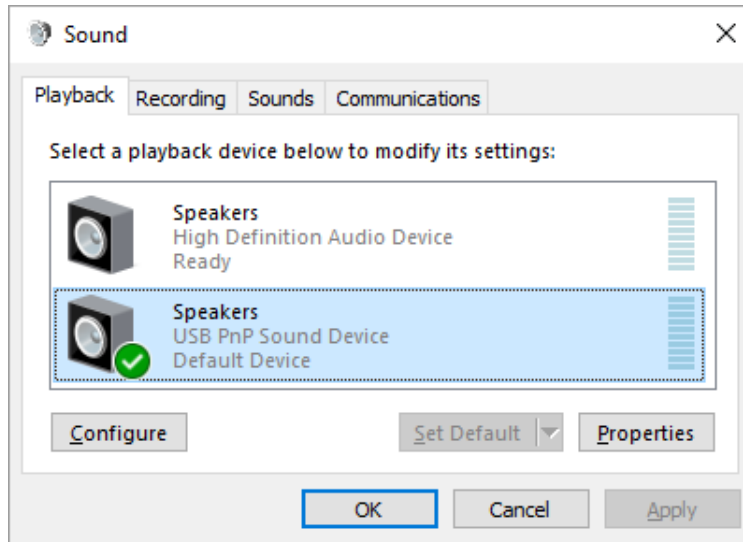 Sound
Playback Recording Sounds Communications
Select a playback device below to modify its settings:
Speakers
High Definition Audio Device
Ready
Speakers
USB PnP Sound Device
Default Device
Configure Set Default Properties
OK Cancel Apply